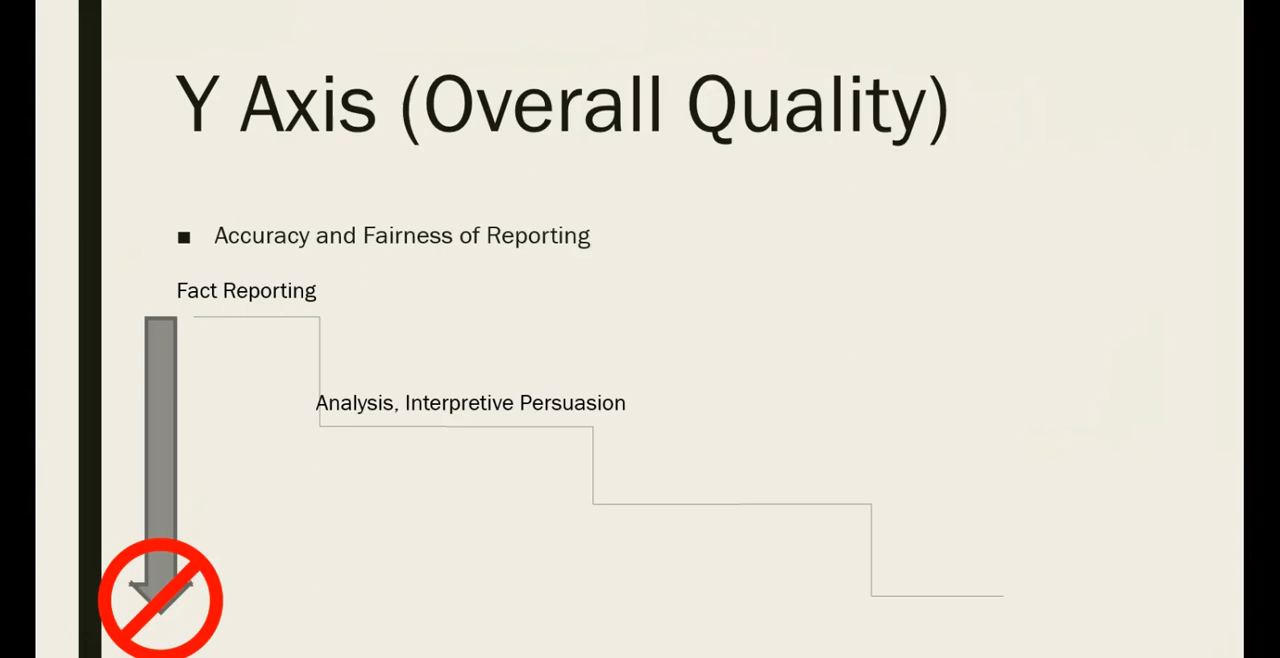 Y Axis (Overall Quality)
■ Accuracy and Fairness of Reporting
Fact Reporting
Analysis, Interpretive Persuasion